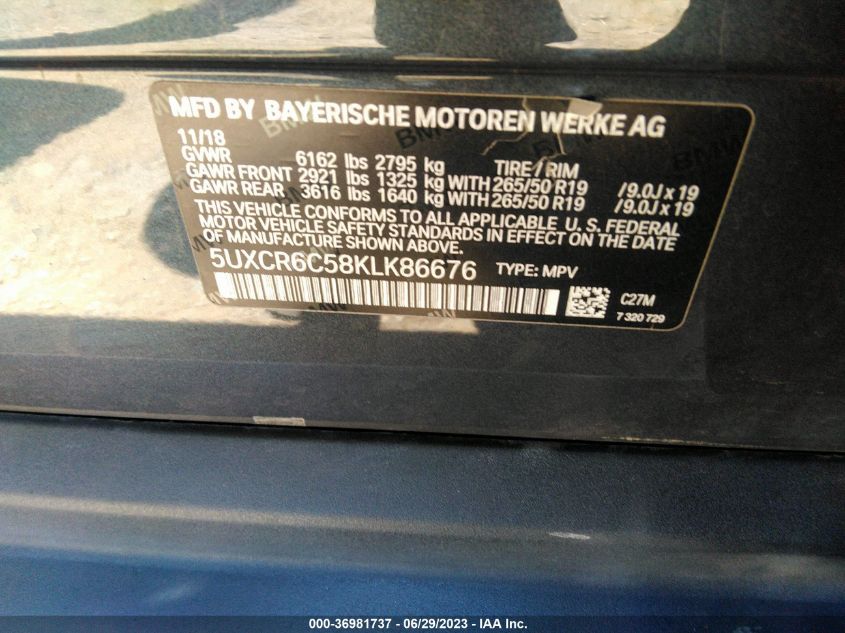 MFD BY BAYERISCHE MOTOREN WERKE AG
11/18
GVWR 6162 lbs 2795 kg TIRE / RIM
GAWR FRONT 2921 lbs 1325 kg WITH 265/50 R19 /9.0J x 19
GAWR REAR 3616 lbs 1640 kg WITH 265/50 R19 /9.0J x 19
THIS VEHICLE CONFORMS TO ALL APPLICABLE U. S. FEDERAL
MOTOR VEHICLE SAFETY STANDARDS IN EFFECT ON THE DATE
OF MANUFACTURE SHOWN ABOVE.
5UXCR6C58KLK86676 TYPE: MPV
C27M
7 320 729
000-36981737 - 06/29/2023 - IAA Inc.